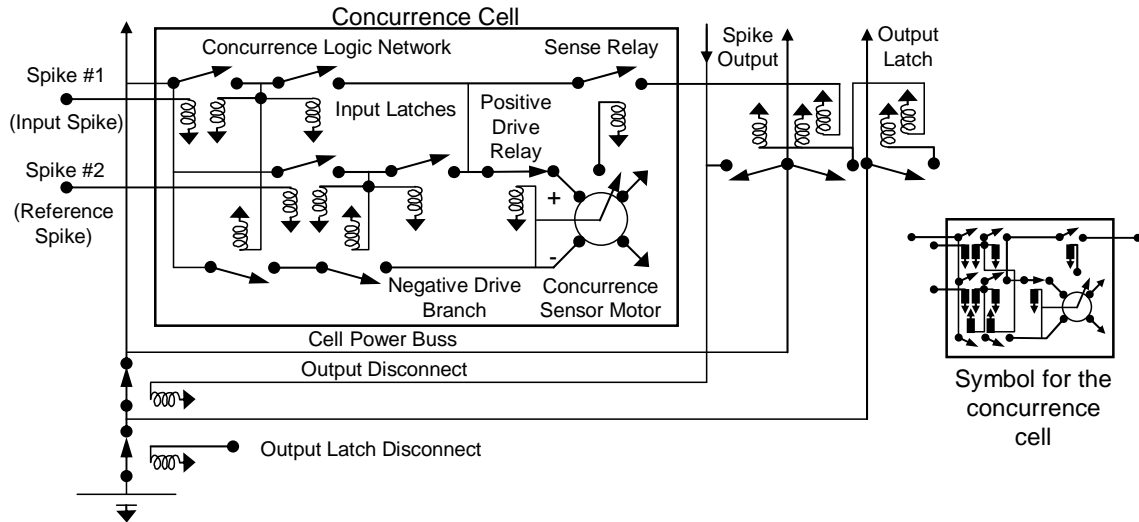 Concurrence Cell
Concurrence Logic Network
Sense Relay
Spike
Output
Output
Latch
Spike #1
(Input Spike)
Input Latches
Positive
Drive
Relay
Spike #2
(Reference
Spike)
+
-
Negative Drive
Branch
Concurrence
Sensor Motor
Cell Power Buss
Output Disconnect
Output Latch Disconnect
Symbol for the
concurrence
cell